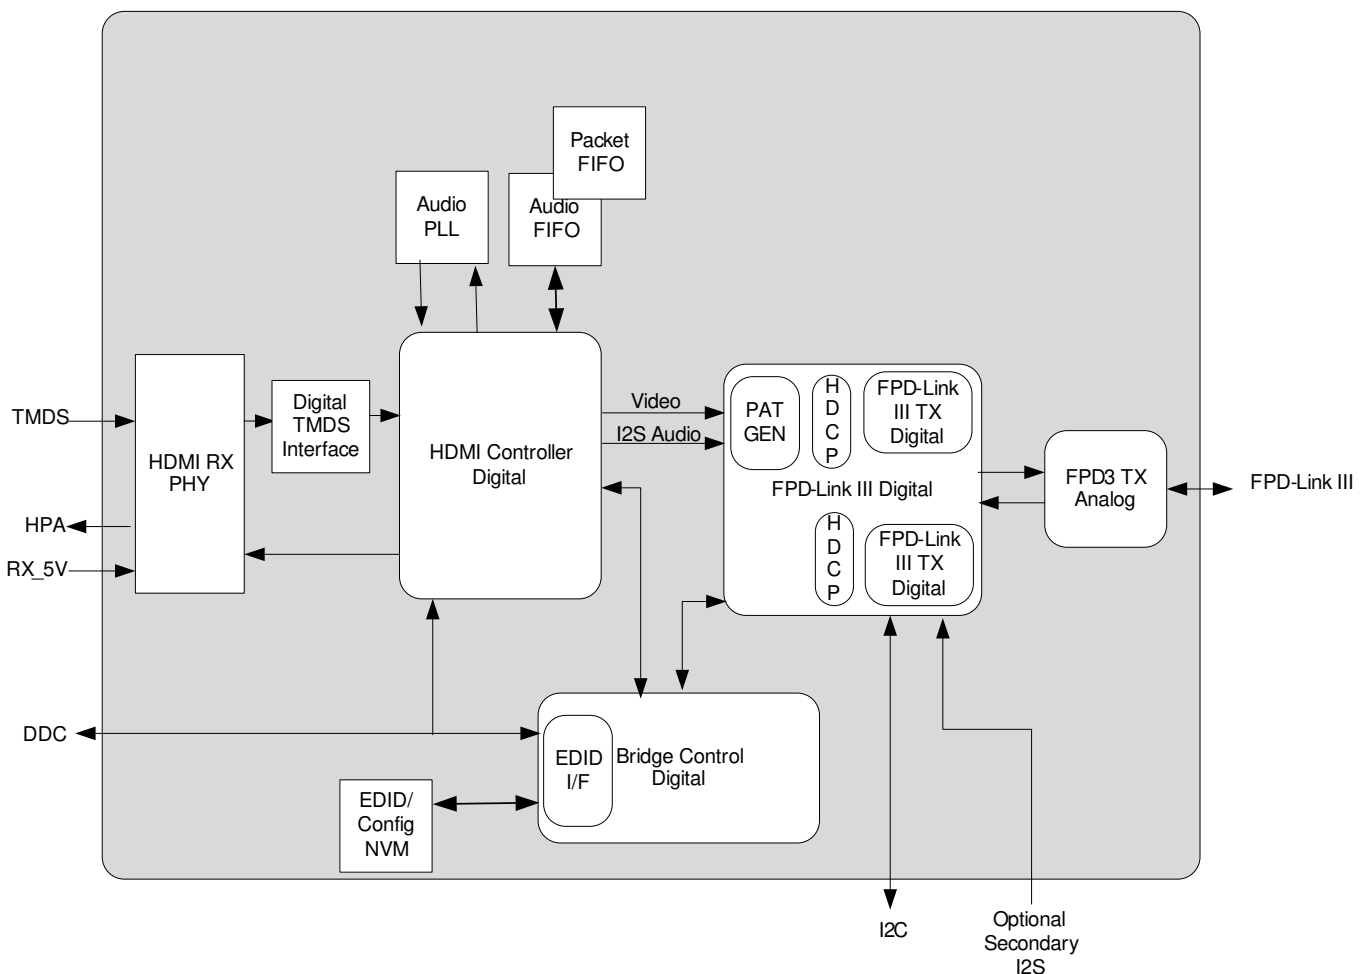 Packet
FIFO
Audio
PLL
Audio
FIFO
TMDS
HPA
RX_5V
HDMI RX
PHY
Digital
TMDS
Interface
HDMI Controller
Digital
Video
I2S Audio
PAT
GEN
H
D
C
P
FPD-Link
III TX
Digital
FPD-Link III Digital
H
D
C
P
FPD-Link
III TX
Digital
FPD3 TX
Analog
FPD-Link III
DDC
EDID
I/F
Bridge Control
Digital
EDID/
Config
NVM
I2C
Optional
Secondary
I2S